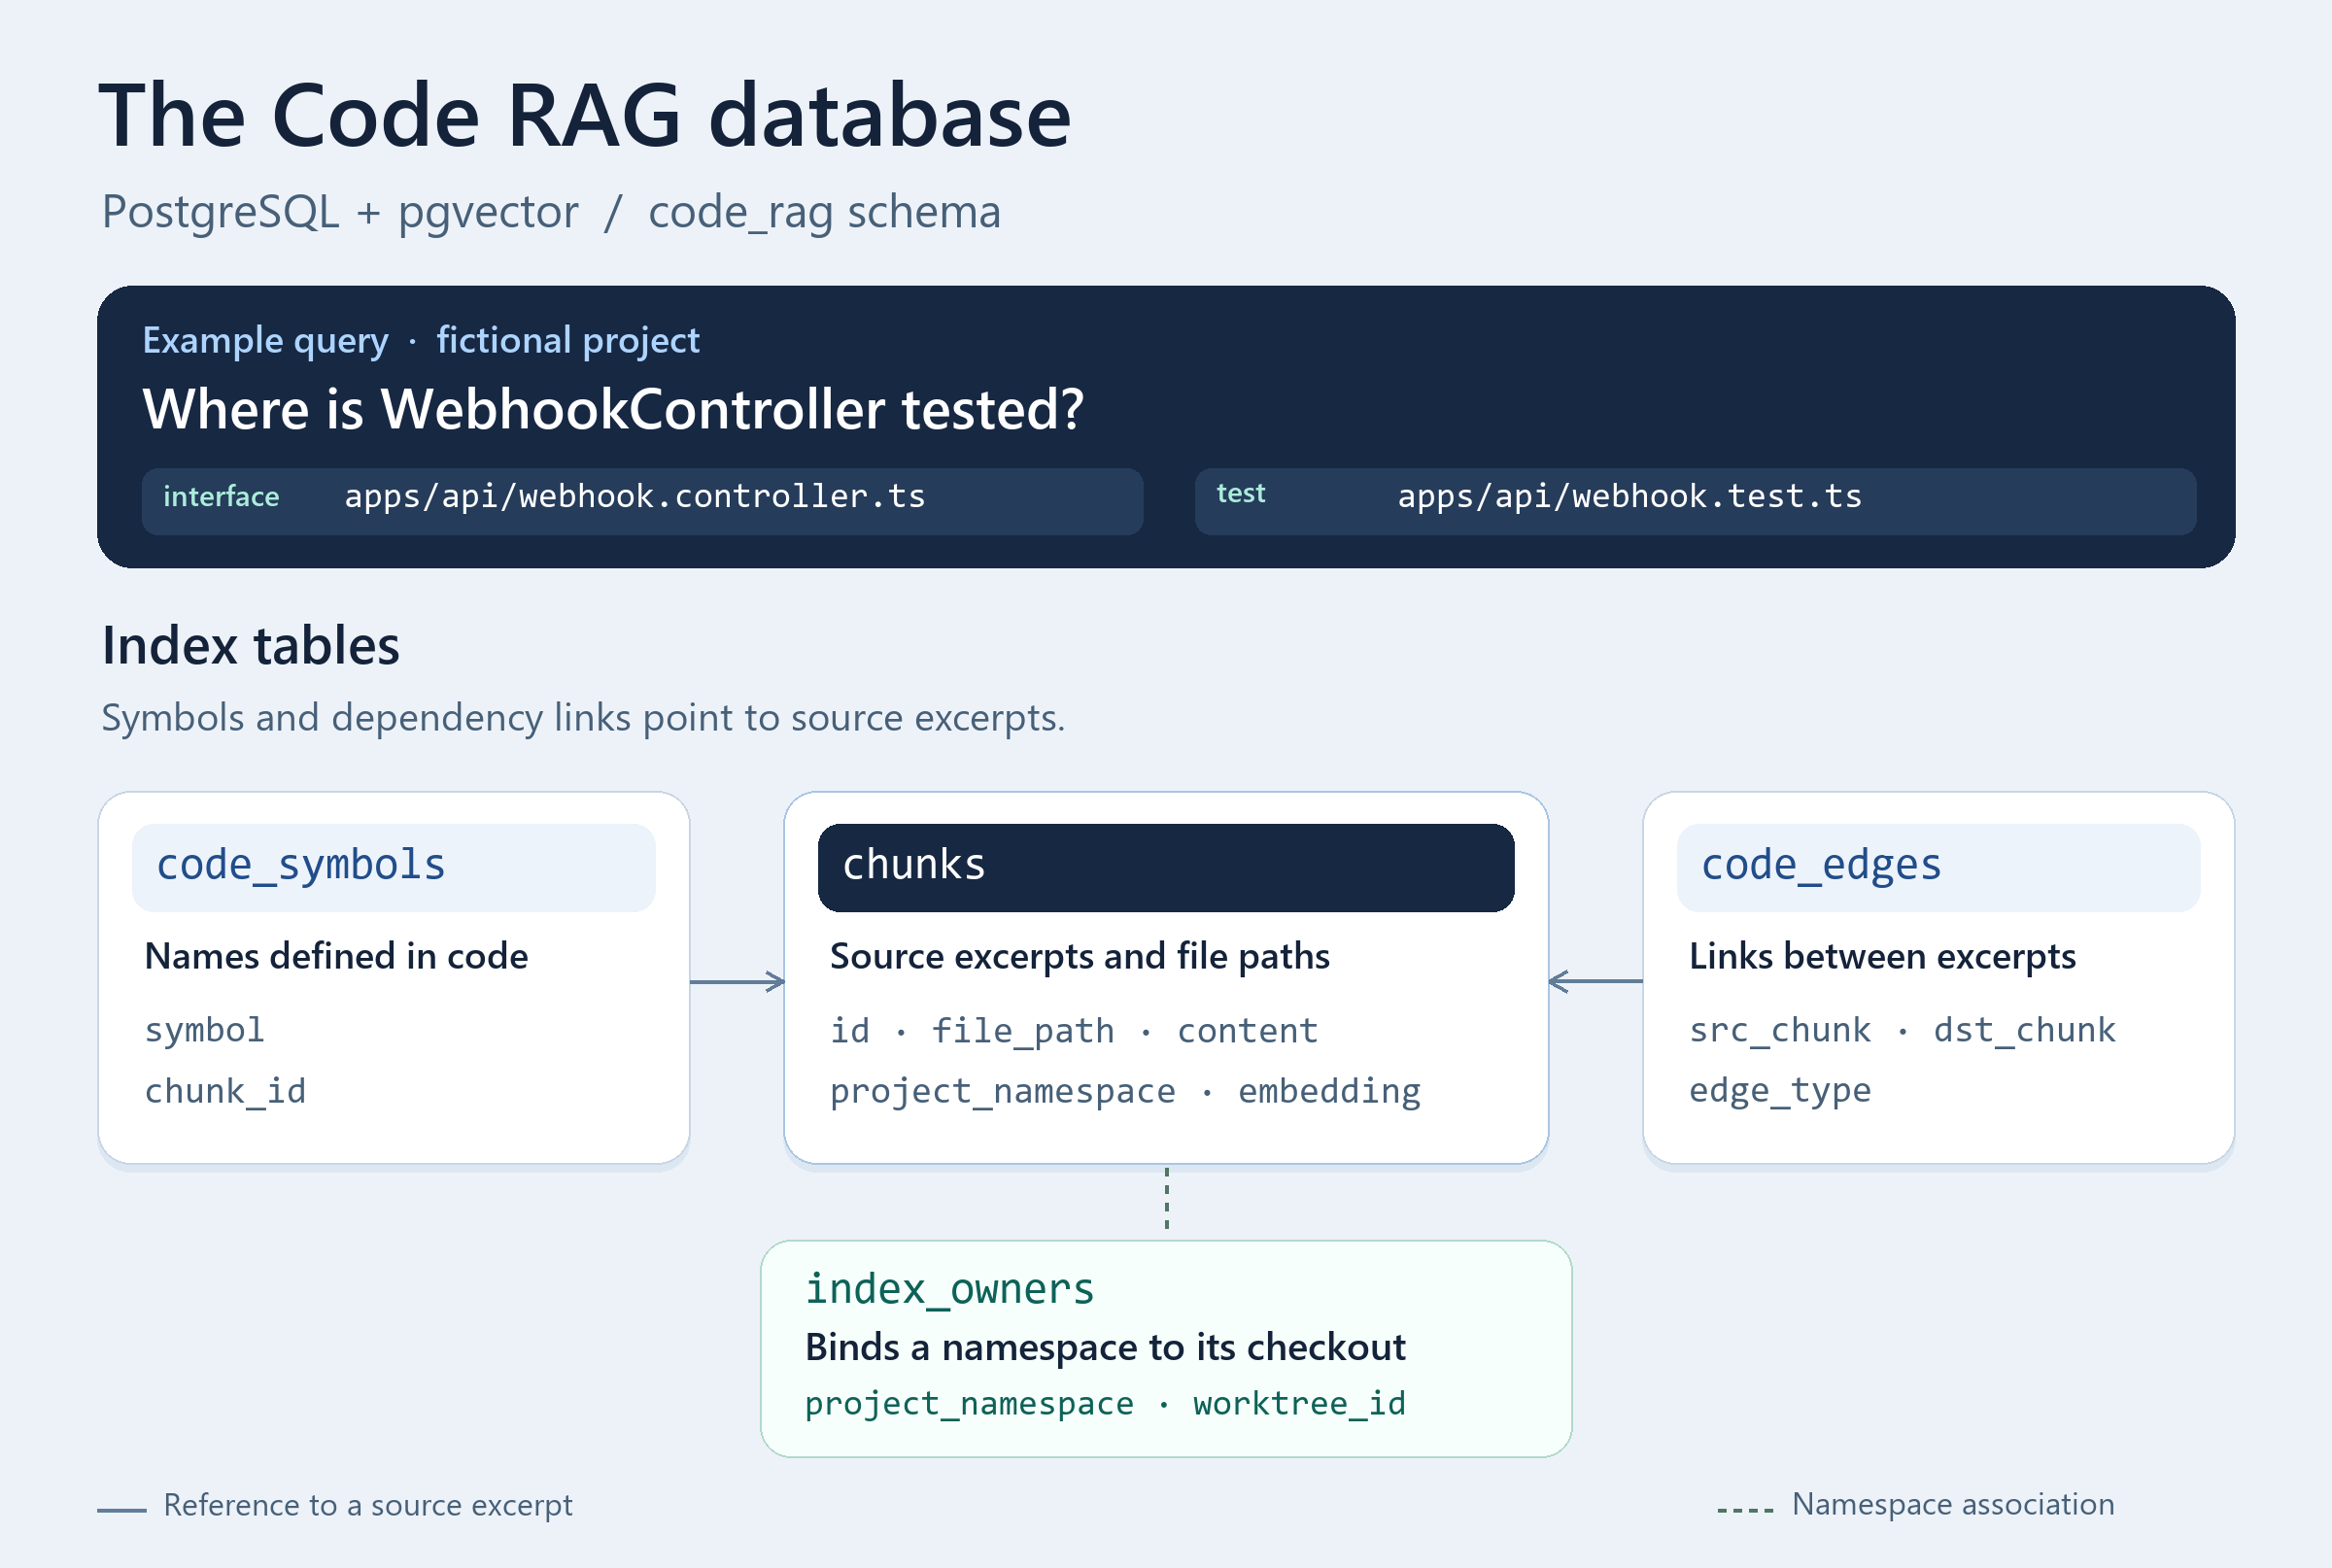 The Code RAG database
PostgreSQL + pgvector / code_rag schema
Example query · fictional project
Where is WebhookController tested?
interface apps/api/webhook.controller.ts
test apps/api/webhook.test.ts
Index tables
Symbols and dependency links point to source excerpts.
code_symbols
Names defined in code
symbol
chunk_id
chunks
Source excerpts and file paths
id · file_path · content
project_namespace · embedding
code_edges
Links between excerpts
src_chunk · dst_chunk
edge_type
index_owners
Binds a namespace to its checkout
project_namespace · worktree_id
Reference to a source excerpt
Namespace association